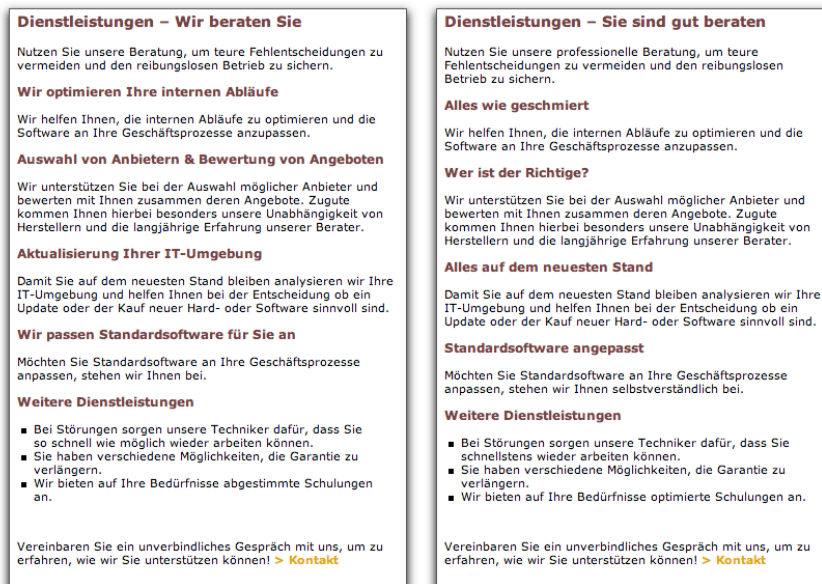 Dienstleistungen – Wir beraten Sie
Nutzen Sie unsere Beratung, um teure Fehlentscheidungen zu
vermeiden und den reibungslosen Betrieb zu sichern.
Wir optimieren Ihre internen Abläufe
Wir helfen Ihnen, die internen Abläufe zu optimieren und die
Software an Ihre Geschäftsprozesse anzupassen.
Auswahl von Anbietern & Bewertung von Angeboten
Wir unterstützen Sie bei der Auswahl möglicher Anbieter und
bewerten mit Ihnen zusammen deren Angebote. Zugute
kommen Ihnen hierbei besonders unsere Unabhängigkeit von
Herstellern und die langjährige Erfahrung unserer Berater.
Aktualisierung Ihrer IT-Umgebung
Damit Sie auf dem neuesten Stand bleiben analysieren wir Ihre
IT-Umgebung und helfen Ihnen bei der Entscheidung ob ein
Update oder der Kauf neuer Hard- oder Software sinnvoll sind.
Wir passen Standardsoftware für Sie an
Möchten Sie Standardsoftware an Ihre Geschäftsprozesse
anpassen, stehen wir Ihnen bei.
Weitere Dienstleistungen
▪ Bei Störungen sorgen unsere Techniker dafür, dass Sie
so schnell wie möglich wieder arbeiten können.
▪ Sie haben verschiedene Möglichkeiten, die Garantie zu
verlängern.
▪ Wir bieten auf Ihre Bedürfnisse abgestimmte Schulungen
an.
Vereinbaren Sie ein unverbindliches Gespräch mit uns, um zu
erfahren, wie wir Sie unterstützen können! > Kontakt
Dienstleistungen – Sie sind gut beraten
Nutzen Sie unsere professionelle Beratung, um teure
Fehlentscheidungen zu vermeiden und den reibungslosen
Betrieb zu sichern.
Alles wie geschmiert
Wir helfen Ihnen, die internen Abläufe zu optimieren und die
Software an Ihre Geschäftsprozesse anzupassen.
Wer ist der Richtige?
Wir unterstützen Sie bei der Auswahl möglicher Anbieter und
bewerten mit Ihnen zusammen deren Angebote. Zugute
kommen Ihnen hierbei besonders unsere Unabhängigkeit von
Herstellern und die langjährige Erfahrung unserer Berater.
Alles auf dem neuesten Stand
Damit Sie auf dem neuesten Stand bleiben analysieren wir Ihre
IT-Umgebung und helfen Ihnen bei der Entscheidung ob ein
Update oder der Kauf neuer Hard- oder Software sinnvoll sind.
Standardsoftware angepasst
Möchten Sie Standardsoftware an Ihre Geschäftsprozesse
anpassen, stehen wir Ihnen selbstverständlich bei.
Weitere Dienstleistungen
▪ Bei Störungen sorgen unsere Techniker dafür, dass Sie
schnellstens wieder arbeiten können.
▪ Sie haben verschiedene Möglichkeiten, die Garantie zu
verlängern.
▪ Wir bieten auf Ihre Bedürfnisse optimierte Schulungen an.
Vereinbaren Sie ein unverbindliches Gespräch mit uns, um zu
erfahren, wie wir Sie unterstützen können! > Kontakt